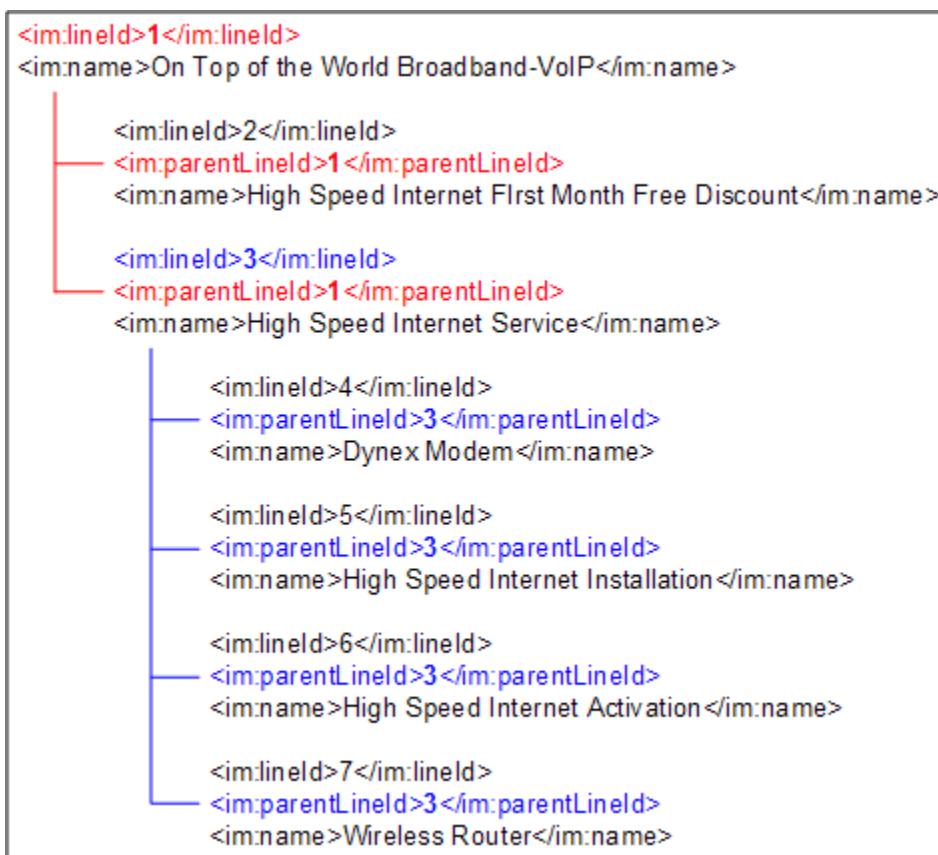 <im:lineId>1</im:lineId>
<im:name>On Top of the World Broadband-VoIP</im:name>
<im:lineId>2</im:lineId>
<im:parentLineId>1</im:parentLineId>
<im:name>High Speed Internet FIrst Month Free Discount</im:name>
<im:lineId>3</im:lineId>
<im:parentLineId>1</im:parentLineId>
<im:name>High Speed Internet Service</im:name>
<im:lineId>4</im:lineId>
<im:parentLineId>3</im:parentLineId>
<im:name>Dynex Modem</im:name>
<im:lineId>5</im:lineId>
<im:parentLineId>3</im:parentLineId>
<im:name>High Speed Internet Installation</im:name>
<im:lineId>6</im:lineId>
<im:parentLineId>3</im:parentLineId>
<im:name>High Speed Internet Activation</im:name>
<im:lineId>7</im:lineId>
<im:parentLineId>3</im:parentLineId>
<im:name>Wireless Router</im:name>